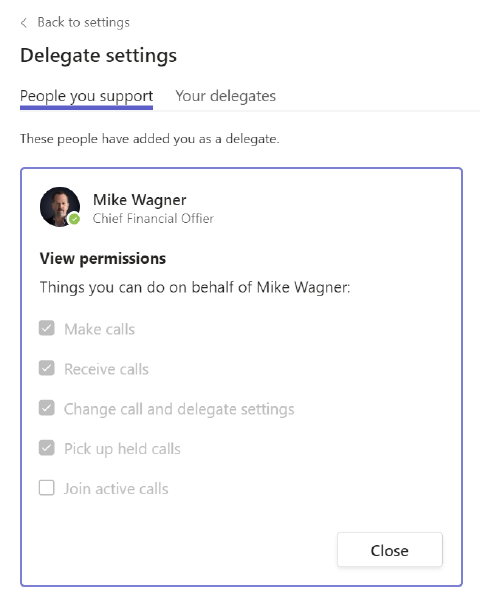 Back to settings
Delegate settings
People you support Your delegates
These people have added you as a delegate.
Mike Wagner
Chief Financial Offier
View permissions
Things you can do on behalf of Mike Wagner:
Make calls
Receive calls
Change call and delegate settings
Pick up held calls
Join active calls
Close